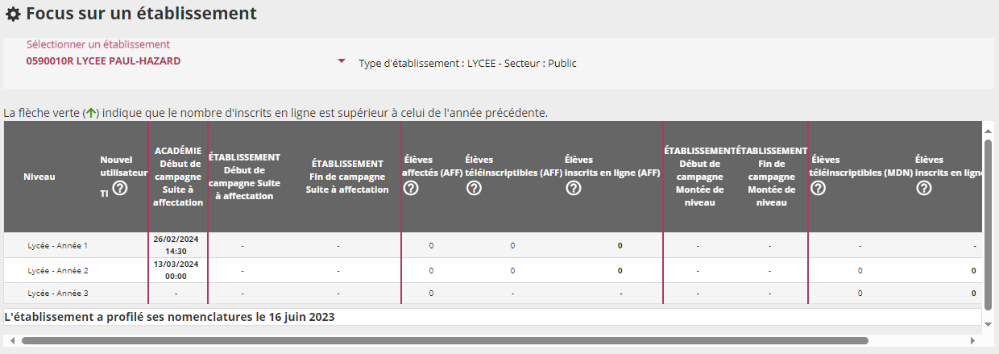 Focus sur un établissement
Sélectionner un établissement
0590010R LYCEE PAUL-HAZARD
Type d'établissement : LYCEE - Secteur : Public
La flèche verte (↑) indique que le nombre d'inscrits en ligne est supérieur à celui de l'année précédente.
Niveau
Nouvel
utilisateur
TI ?
ACADÉMIE
Début de
campagne
Suite à
affectation
ÉTABLISSEMENT
Début de
campagne Suite
à affectation
ÉTABLISSEMENT
Fin de campagne
Suite à affectation
Élèves
affectés (AFF)
?
Élèves
téléinscriptibles (AFF)
?
Élèves
inscrits en ligne (AFF)
?
ÉTABLISSEMENT
Début de
campagne
Montée de
niveau
ÉTABLISSEMENT
Fin de
campagne
Montée de
niveau
Élèves
téléinscriptibles (MDN)
?
Élèves
inscrits en ligne
?
Lycée - Année 1 26/02/2024 14:30 - - 0 0 0 - - - -
Lycée - Année 2 13/03/2024 00:00 - - 0 0 0 - - 0 0
Lycée - Année 3 - - - 0 - - - - 0 0
L'établissement a profilé ses nomenclatures le 16 juin 2023